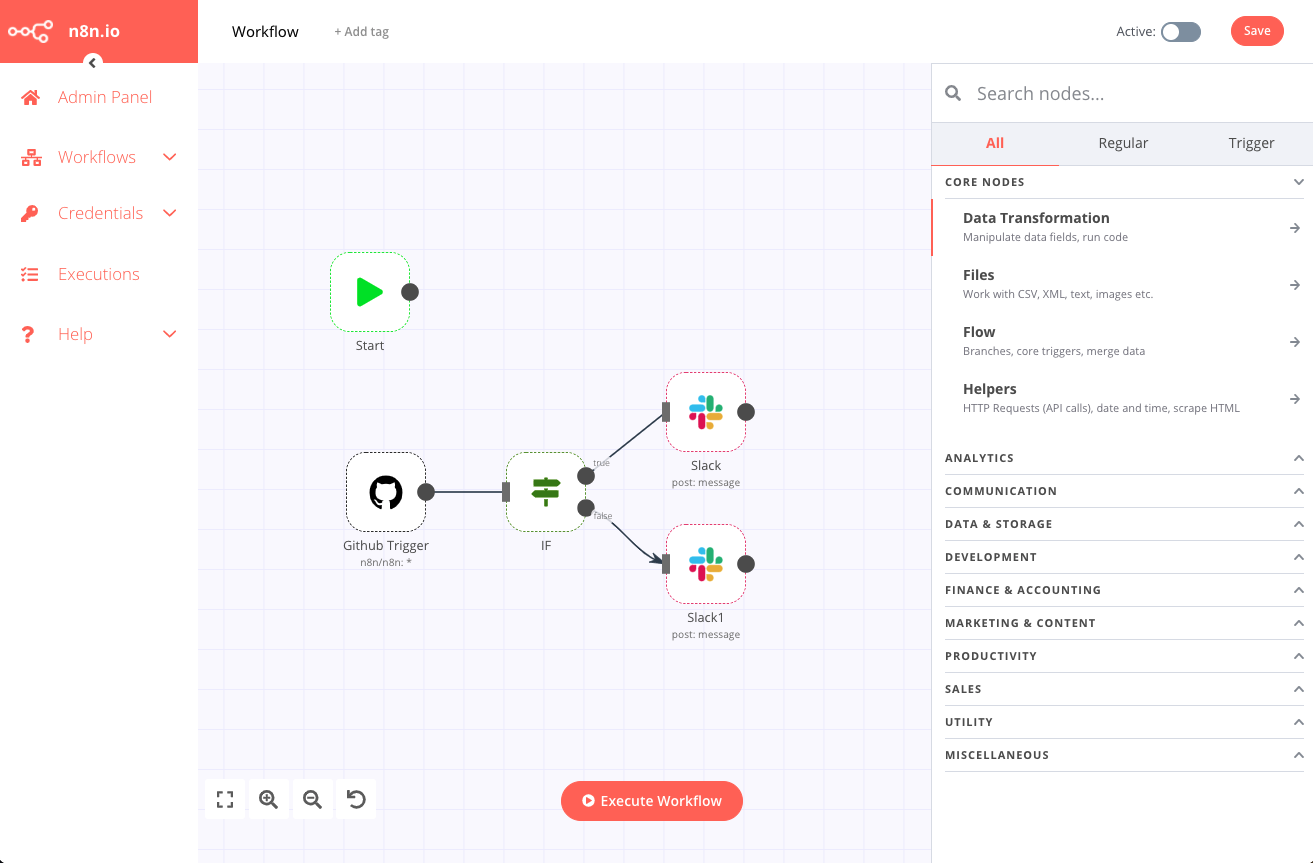 n8n.io
Workflow
+ Add tag
Active:
Save
Admin Panel
Workflows
Credentials
Executions
Help
Start
Github Trigger
n8n/n8n: *
IF
true
false
Slack
post: message
Slack1
post: message
Execute Workflow
Search nodes...
All Regular Trigger
CORE NODES
Data Transformation
Manipulate data fields, run code
Files
Work with CSV, XML, text, images etc.
Flow
Branches, core triggers, merge data
Helpers
HTTP Requests (API calls), date and time, scrape HTML
ANALYTICS
COMMUNICATION
DATA & STORAGE
DEVELOPMENT
FINANCE & ACCOUNTING
MARKETING & CONTENT
PRODUCTIVITY
SALES
UTILITY
MISCELLANEOUS